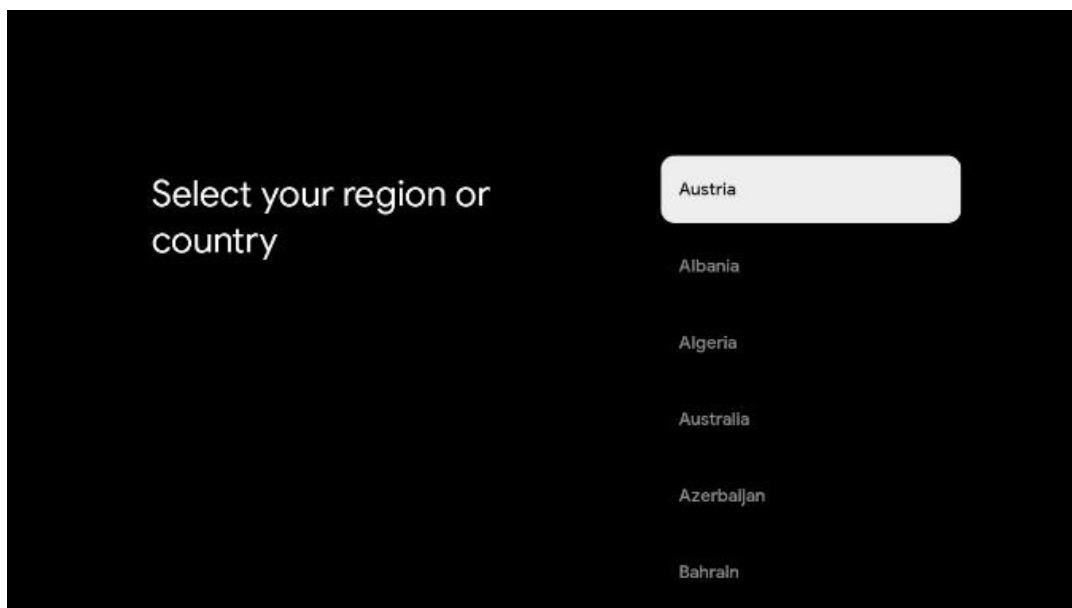 Select your region or
country
Austria
Albania
Algeria
Australia
Azerbaijan
Bahrain